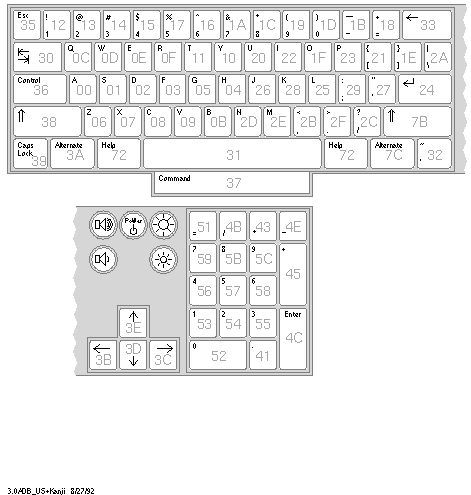 Esc 35 ! 1 12 @ 2 13 # 3 14 $ 4 15 % 5 17 ^ 6 16 & 7 1A * 8 1C ( 9 19 ) 0 1D _ - 1B + = 18 ← 33
↹ 30 Q 0C W 0D E 0E R 0F T 11 Y 10 U 20 I 22 O 1F P 23 { [ 21 } ] 1E | \ 2A
Control 36 A 00 S 01 D 02 F 03 G 05 H 04 J 26 K 28 L 25 : ; 29 " ' 27 ↵ 24
⇧ 38 Z 06 X 07 C 08 V 09 B 0B N 2D M 2E < , 2B > . 2F ? / 2C ⇧ 7B
Caps Lock 39 Alternate 3A Help 72 31 Help 72 Alternate 7C ~ ` 32
Command 37
Power
= 51 / 4B * 43 - 4E
7 59 8 5B 9 5C + 45
4 56 5 57 6 58
1 53 2 54 3 55 Enter 4C
0 52 . 41
↑ 3E
← 3B 3D ↓ → 3C
3.0ADB_US+Kanji 8/27/92